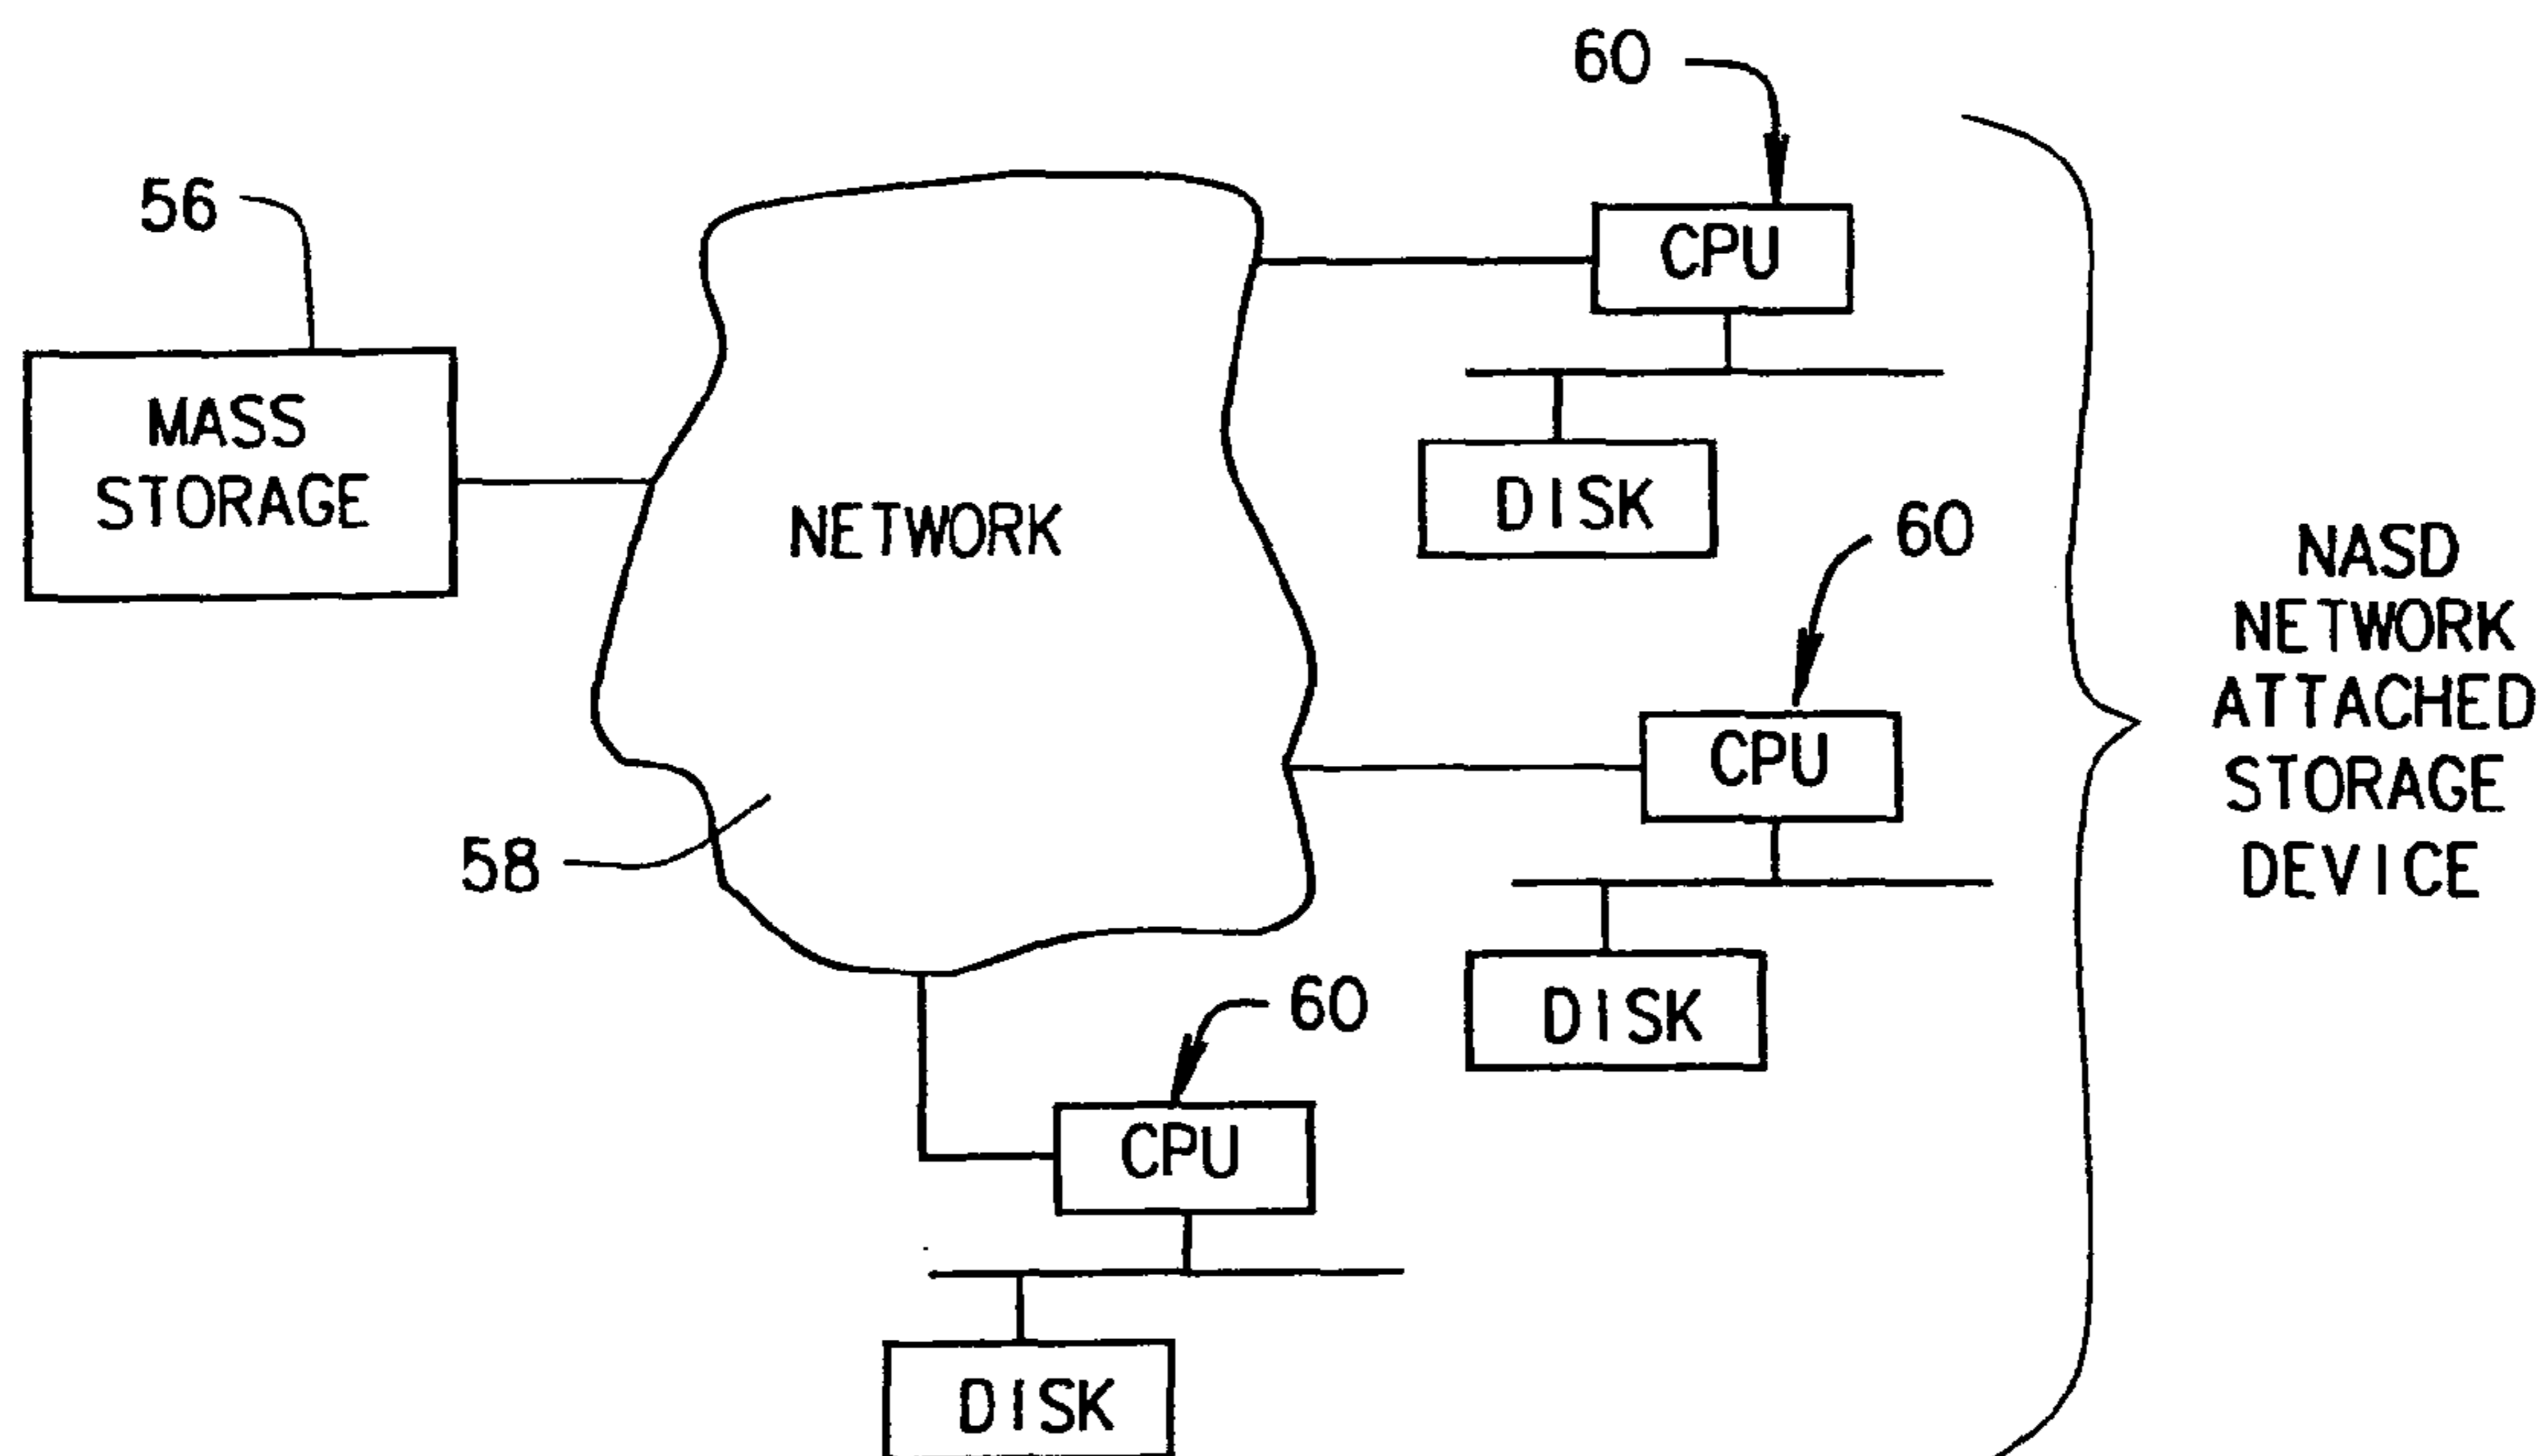 60
56
CPU
MASS
STORAGE
NETWORK
DISK
60
NASD
NETWORK
ATTACHED
STORAGE
DEVICE
CPU
58
DISK
60
CPU
DISK